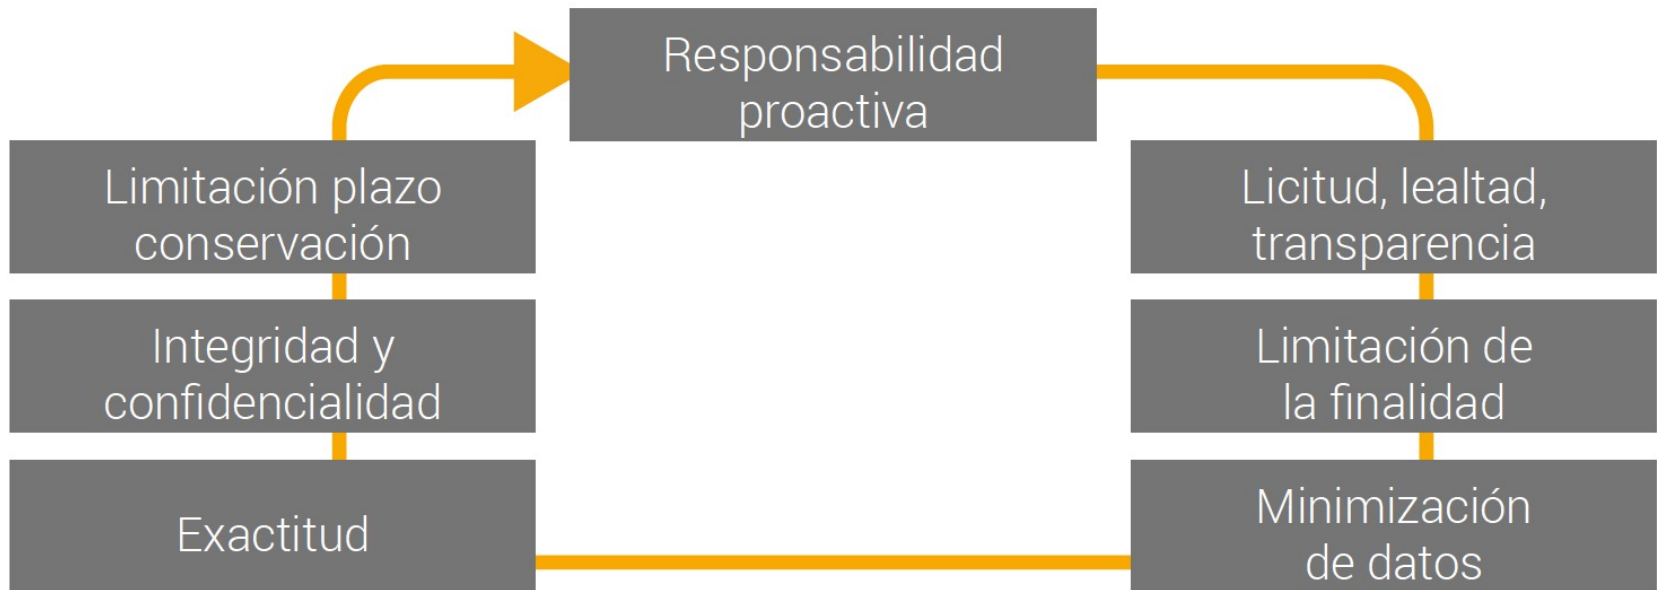 Responsabilidad
proactiva
Licitud, lealtad,
transparencia
Limitación de
la finalidad
Minimización
de datos
Exactitud
Integridad y
confidencialidad
Limitación plazo
conservación